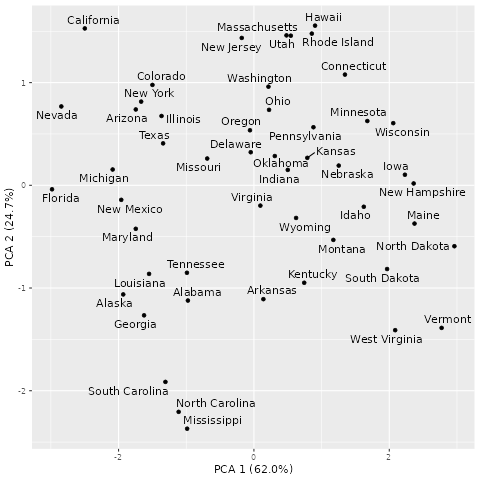 California
Hawaii
Massachusetts
New Jersey
Utah
Rhode Island
Connecticut
Colorado
Washington
New York
Nevada
Arizona
Illinois
Ohio
Minnesota
Oregon
Wisconsin
Texas
Pennsylvania
Delaware
Kansas
Missouri
Oklahoma
Nebraska
Iowa
Michigan
Indiana
New Hampshire
Florida
Virginia
New Mexico
Idaho
Maine
Wyoming
Maryland
Montana
North Dakota
Tennessee
Kentucky
South Dakota
Louisiana
Alabama
Arkansas
Alaska
Georgia
Vermont
West Virginia
South Carolina
North Carolina
Mississippi
1
0
-1
-2
PCA 2 (24.7%)
-2
0
2
PCA 1 (62.0%)